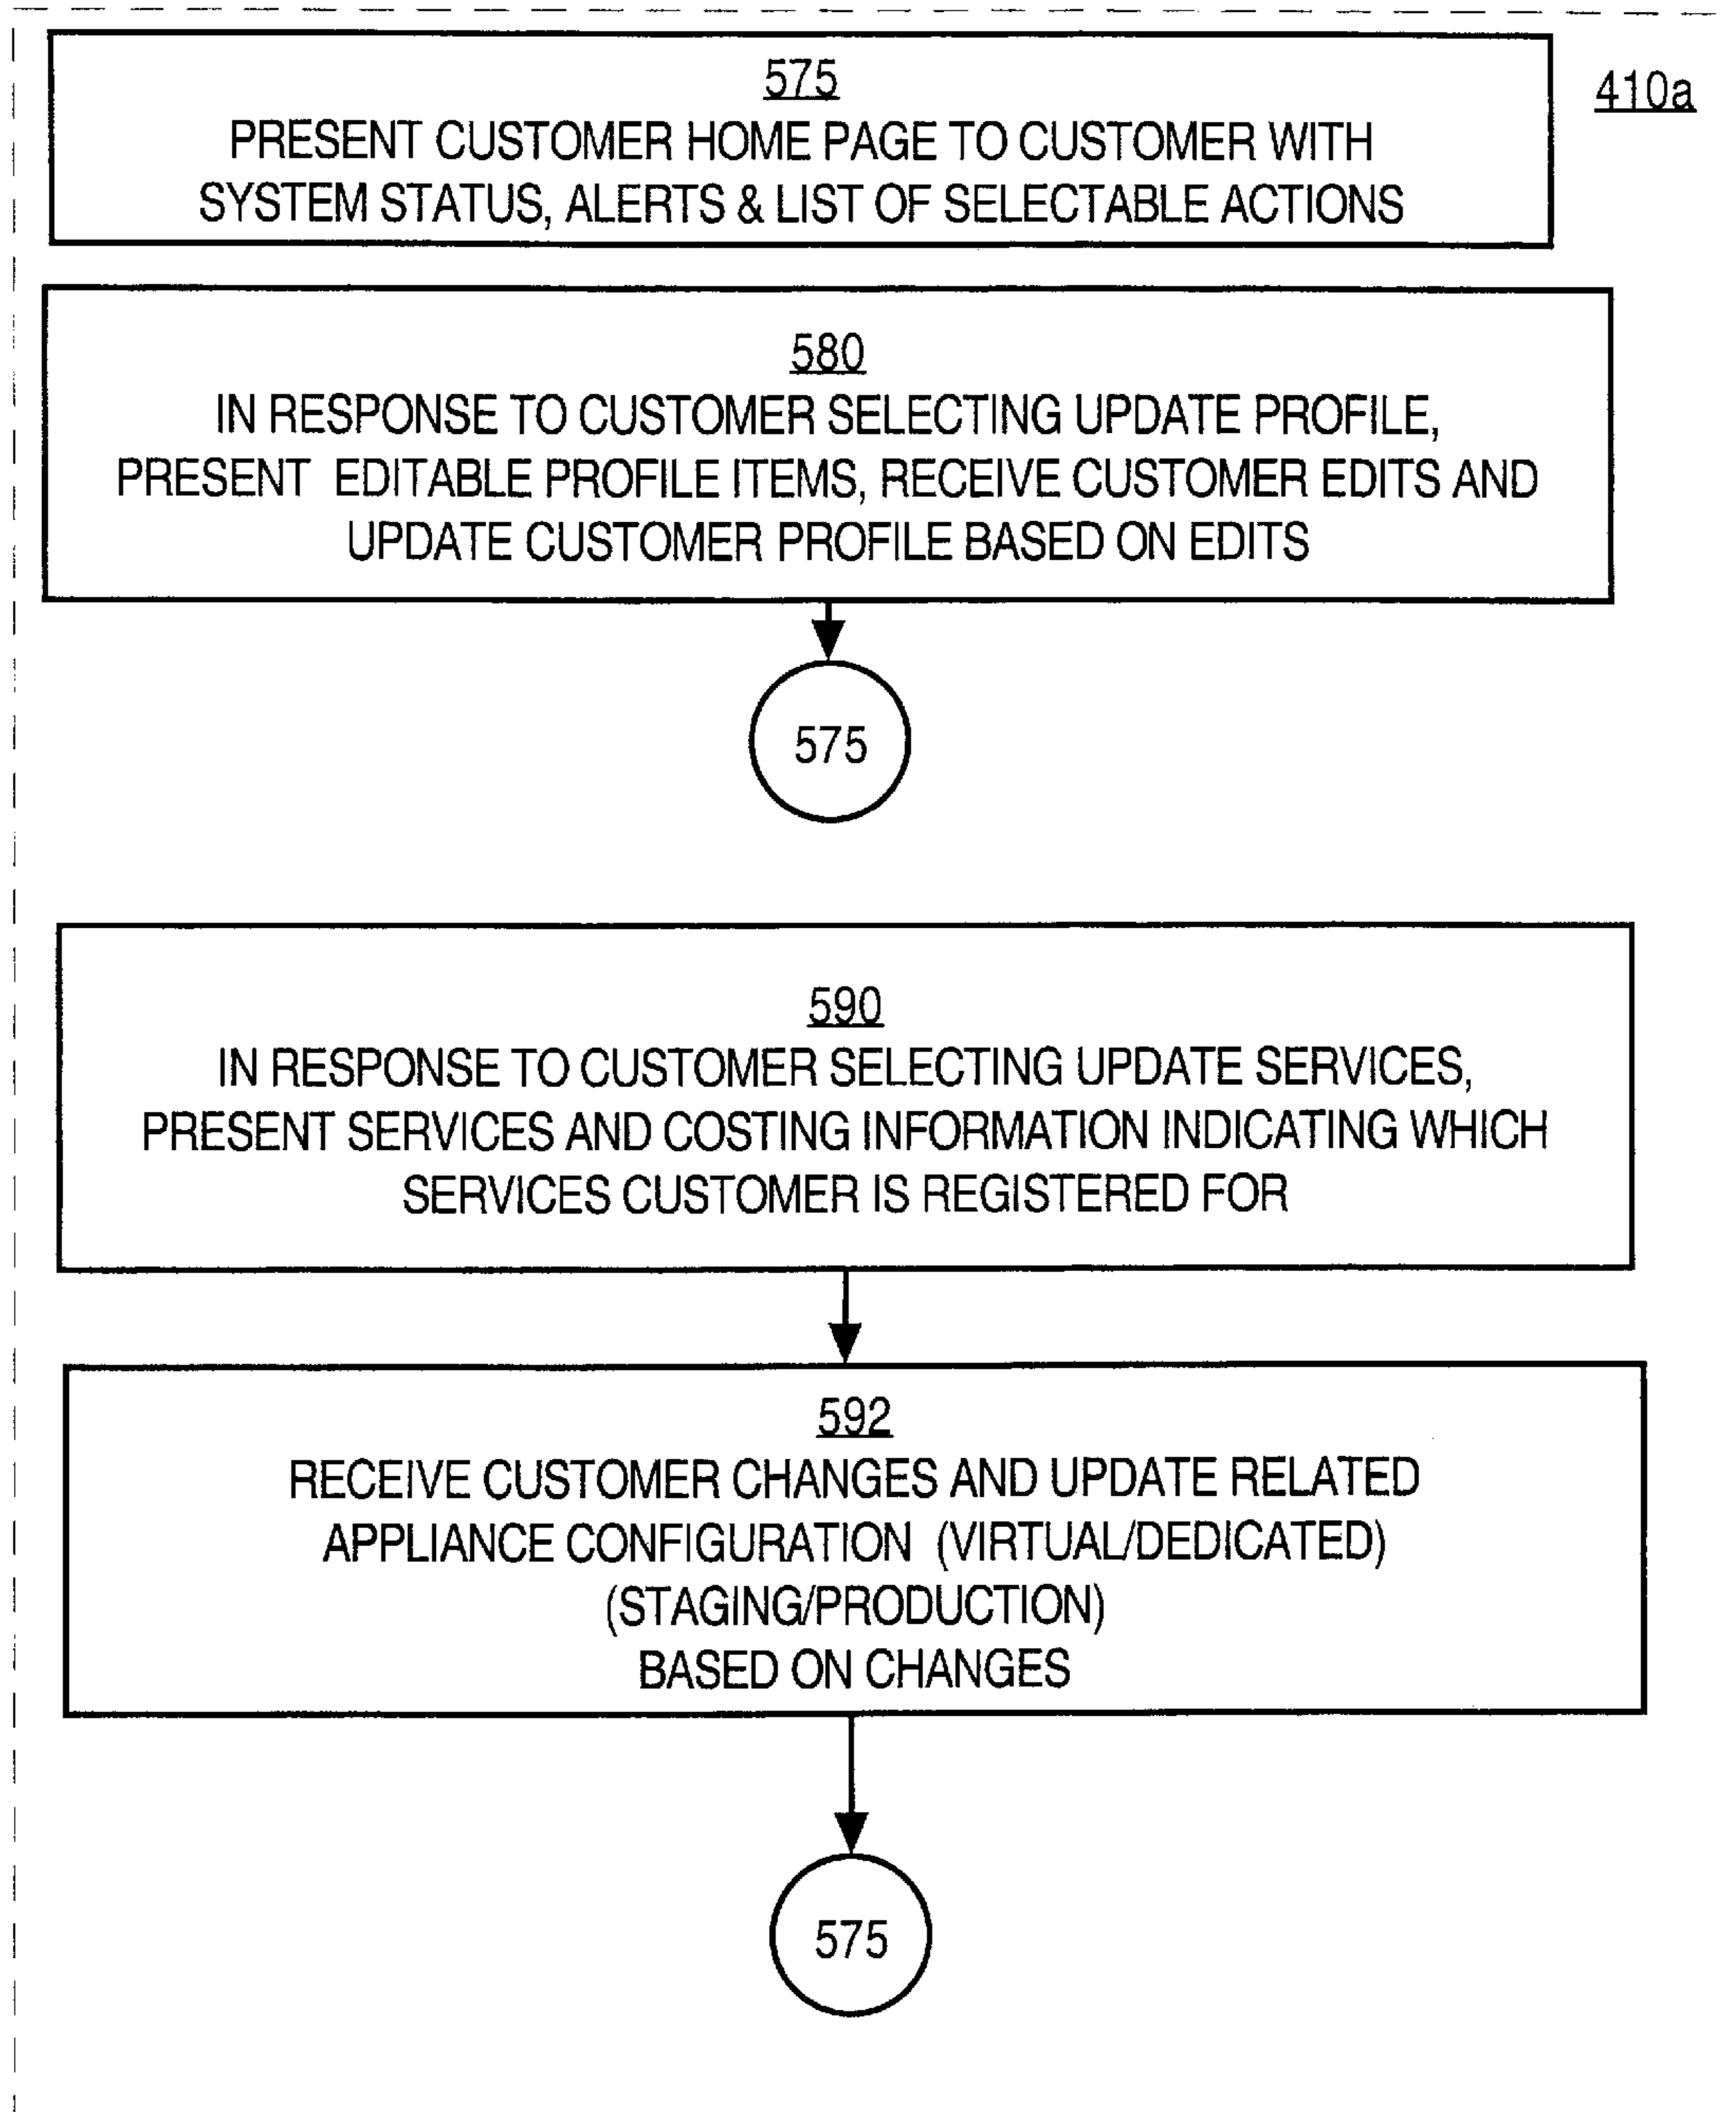 575
410a
PRESENT CUSTOMER HOME PAGE TO CUSTOMER WITH
SYSTEM STATUS, ALERTS & LIST OF SELECTABLE ACTIONS
580
IN RESPONSE TO CUSTOMER SELECTING UPDATE PROFILE,
PRESENT EDITABLE PROFILE ITEMS, RECEIVE CUSTOMER EDITS AND
UPDATE CUSTOMER PROFILE BASED ON EDITS
575
590
IN RESPONSE TO CUSTOMER SELECTING UPDATE SERVICES,
PRESENT SERVICES AND COSTING INFORMATION INDICATING WHICH
SERVICES CUSTOMER IS REGISTERED FOR
592
RECEIVE CUSTOMER CHANGES AND UPDATE RELATED
APPLIANCE CONFIGURATION (VIRTUAL/DEDICATED)
(STAGING/PRODUCTION)
BASED ON CHANGES
575